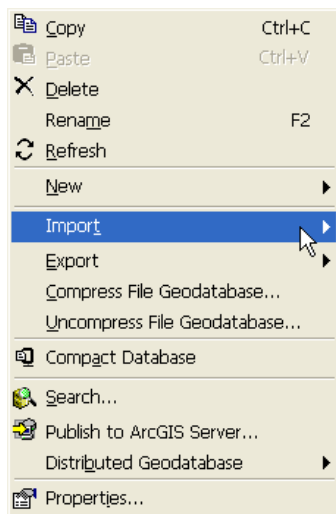 Copy Ctrl+C
Paste Ctrl+V
Delete
Rename F2
Refresh
New
Import
Export
Compress File Geodatabase...
Uncompress File Geodatabase...
Compact Database
Search...
Publish to ArcGIS Server...
Distributed Geodatabase
Properties...